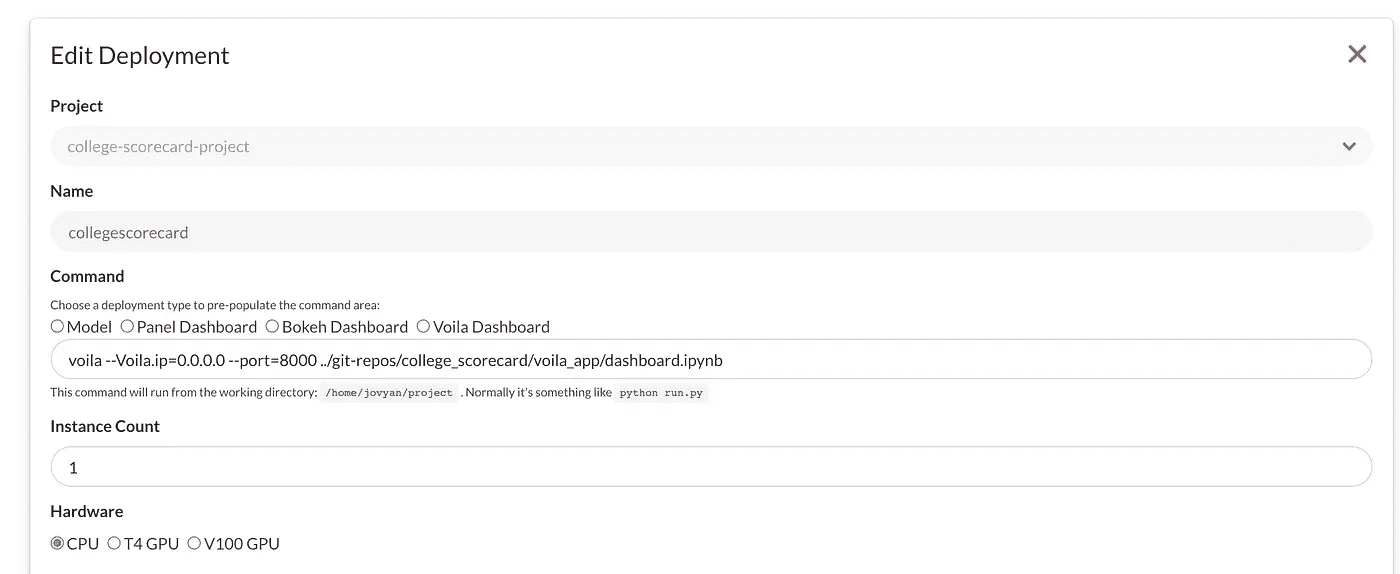 Edit Deployment
Project
college-scorecard-project
Name
collegescorecard
Command
Choose a deployment type to pre-populate the command area:
Model Panel Dashboard Bokeh Dashboard Voila Dashboard
voila --Voila.ip=0.0.0.0 --port=8000 ../git-repos/college_scorecard/voila_app/dashboard.ipynb
This command will run from the working directory: /home/jovyan/project . Normally it's something like python run.py
Instance Count
1
Hardware
CPU T4 GPU V100 GPU